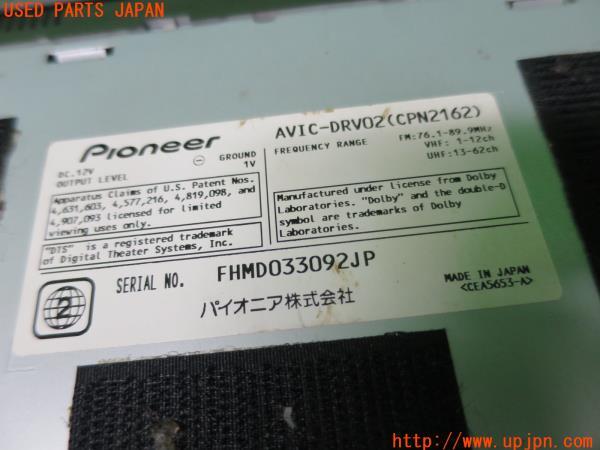 USED PARTS JAPAN
Pioneer
AVIC-DRV02(CPN2162)
DC.12V
GROUND
OUTPUT LEVEL
1V
FREQUENCY RANGE
FM:76.1-89.9MHz
VHF: 1-12ch
UHF:13-62ch
Apparatus Claims of U.S. Patent Nos.
4,631,603, 4,577,216, 4,819,098, and
4,907,093 licensed for limited
viewing uses only.
Manufactured under license from Dolby
Laboratories. "Dolby" and the double-D
symbol are trademarks of Dolby
Laboratories.
"DTS" is a registered trademark
of Digital Theater Systems, Inc.
2
SERIAL NO.
FHMD033092JP
パイオニア株式会社
MADE IN JAPAN
<CEA5653-A>
http://www.upjpn.com/